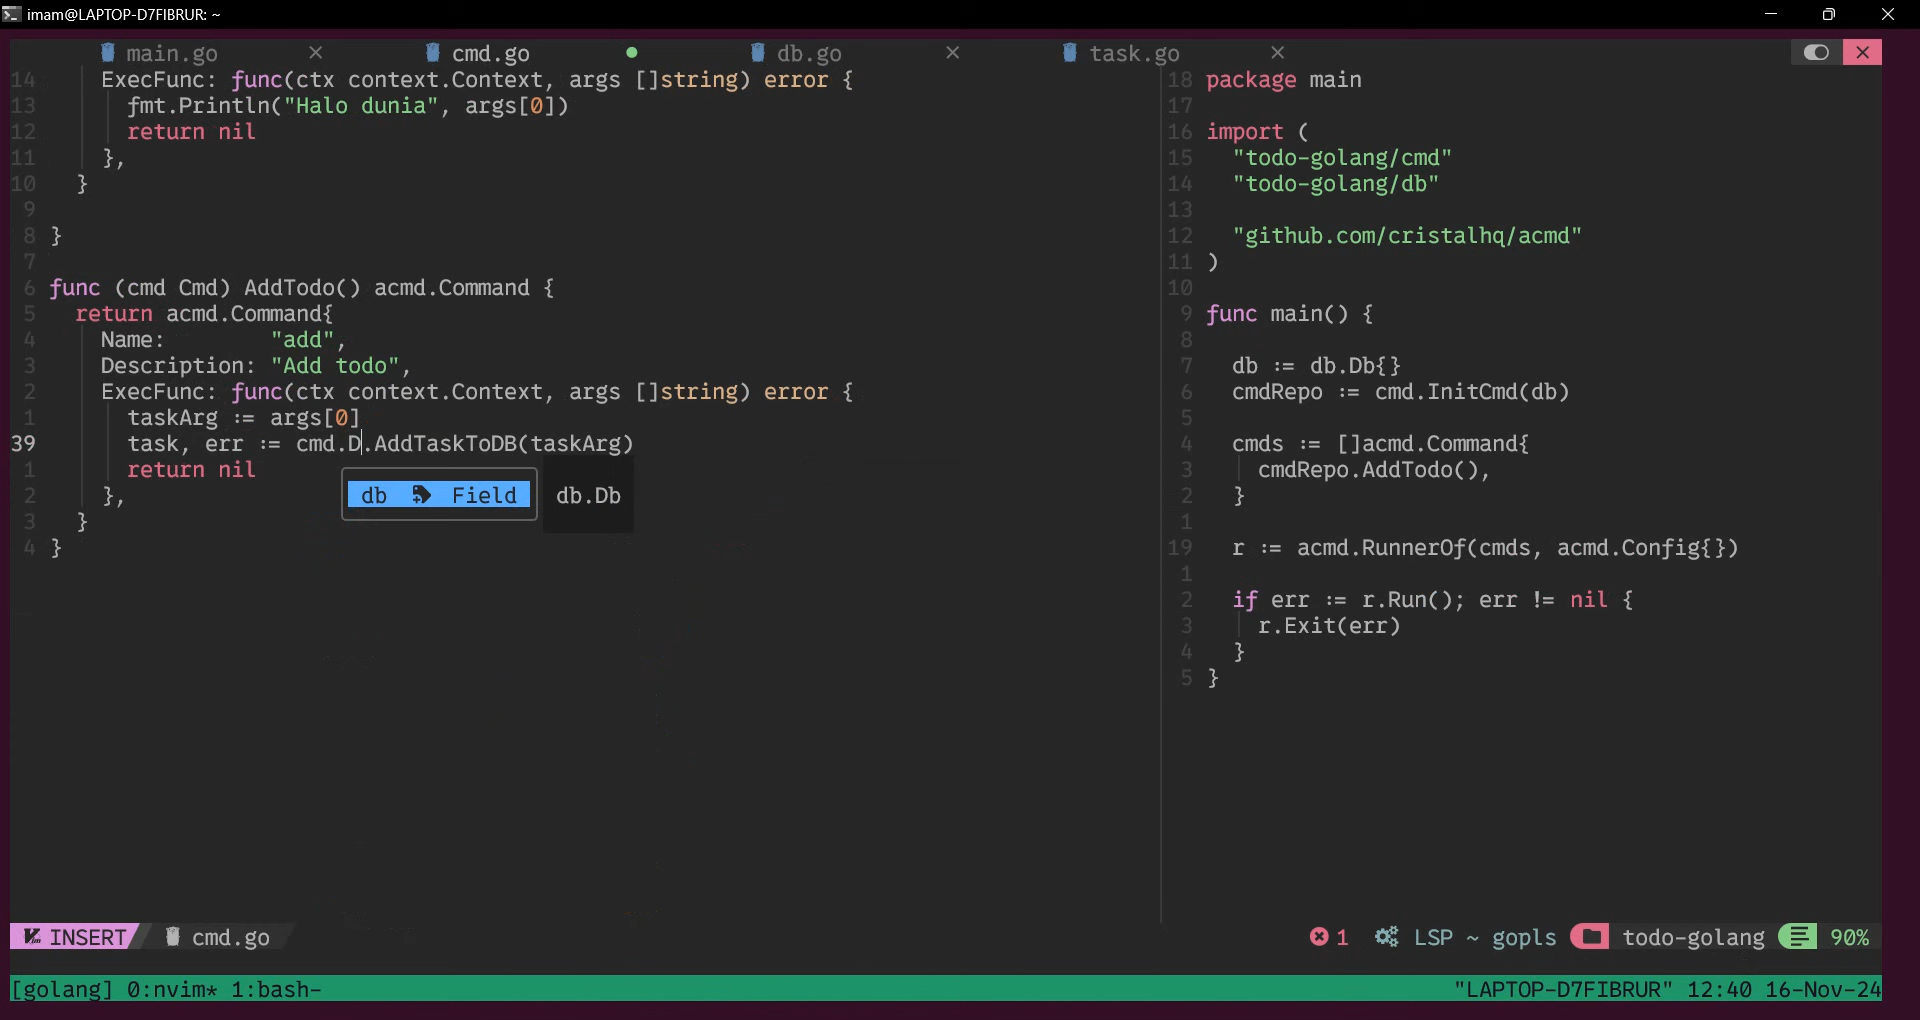 imam@LAPTOP-D7FIBRUR: ~
main.go cmd.go db.go task.go
14 ExecFunc: func(ctx context.Context, args []string) error {
13 fmt.Println("Halo dunia", args[0])
12 return nil
11 },
10 }
9
8 }
7
6 func (cmd Cmd) AddTodo() acmd.Command {
5 return acmd.Command{
4 Name: "add",
3 Description: "Add todo",
2 ExecFunc: func(ctx context.Context, args []string) error {
1 taskArg := args[0]
39 task, err := cmd.D.AddTaskToDB(taskArg)
1 return nil
2 },
3 }
4 }
db Field db.Db
18 package main
17
16 import (
15 "todo-golang/cmd"
14 "todo-golang/db"
13
12 "github.com/cristalhq/acmd"
11 )
10
9 func main() {
8
7 db := db.Db{}
6 cmdRepo := cmd.InitCmd(db)
5
4 cmds := []acmd.Command{
3 cmdRepo.AddTodo(),
2 }
1
19 r := acmd.RunnerOf(cmds, acmd.Config{})
1
2 if err := r.Run(); err != nil {
3 r.Exit(err)
4 }
5 }
INSERT cmd.go 1 LSP ~ gopls todo-golang 90%
[golang] 0:nvim* 1:bash- "LAPTOP-D7FIBRUR" 12:40 16-Nov-24